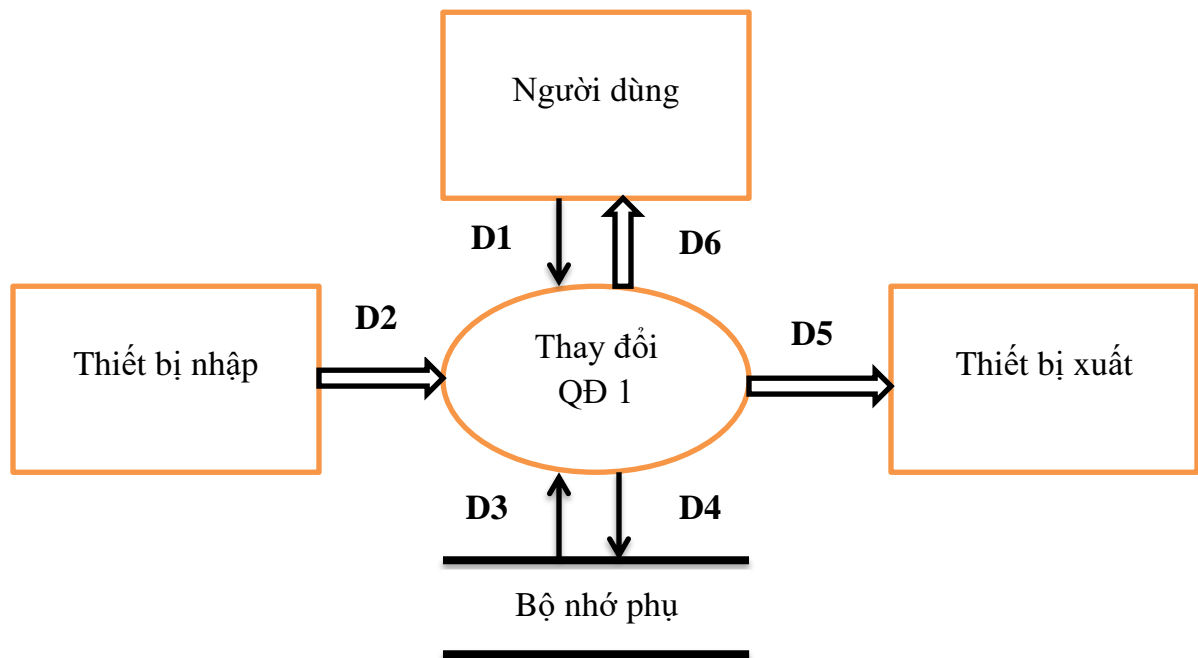 Người dùng
D1
D6
D2
D5
Thiết bị nhập
Thay đổi
QĐ 1
Thiết bị xuất
D3
D4
Bộ nhớ phụ